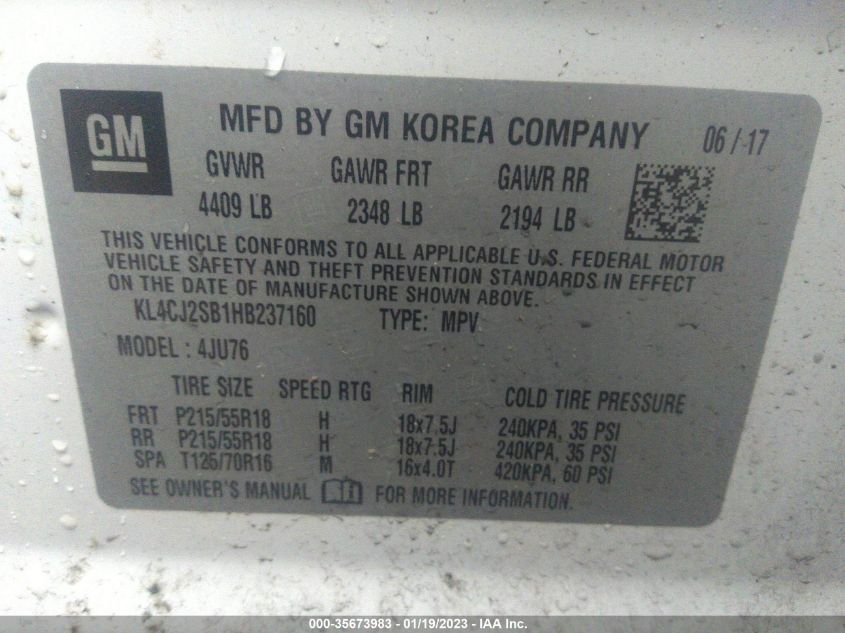 GM
MFD BY GM KOREA COMPANY 06/17
GVWR GAWR FRT GAWR RR
4409 LB 2348 LB 2194 LB
THIS VEHICLE CONFORMS TO ALL APPLICABLE U.S. FEDERAL MOTOR
VEHICLE SAFETY AND THEFT PREVENTION STANDARDS IN EFFECT
ON THE DATE OF MANUFACTURE SHOWN ABOVE.
KL4CJ2SB1HB237160 TYPE: MPV
MODEL : 4JU76
TIRE SIZE SPEED RTG RIM COLD TIRE PRESSURE
FRT P215/55R18 H 18x7.5J 240KPA, 35 PSI
RR P215/55R18 H 18x7.5J 240KPA, 35 PSI
SPA T125/70R16 M 16x4.0T 420KPA, 60 PSI
SEE OWNER'S MANUAL FOR MORE INFORMATION.
000-35673983 - 01/19/2023 - IAA Inc.